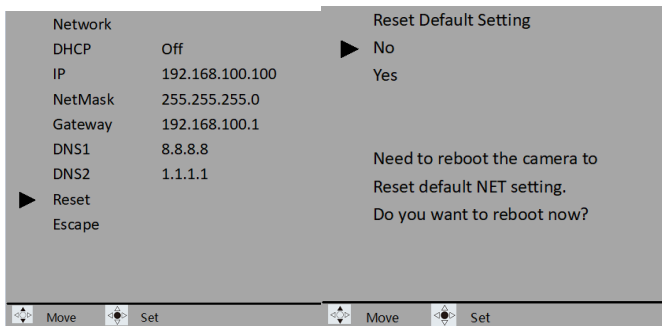 Network
DHCP Off
IP 192.168.100.100
NetMask 255.255.255.0
Gateway 192.168.100.1
DNS1 8.8.8.8
DNS2 1.1.1.1
Reset
Escape
Move Set
Reset Default Setting
No
Yes
Need to reboot the camera to
Reset default NET setting.
Do you want to reboot now?
Move Set